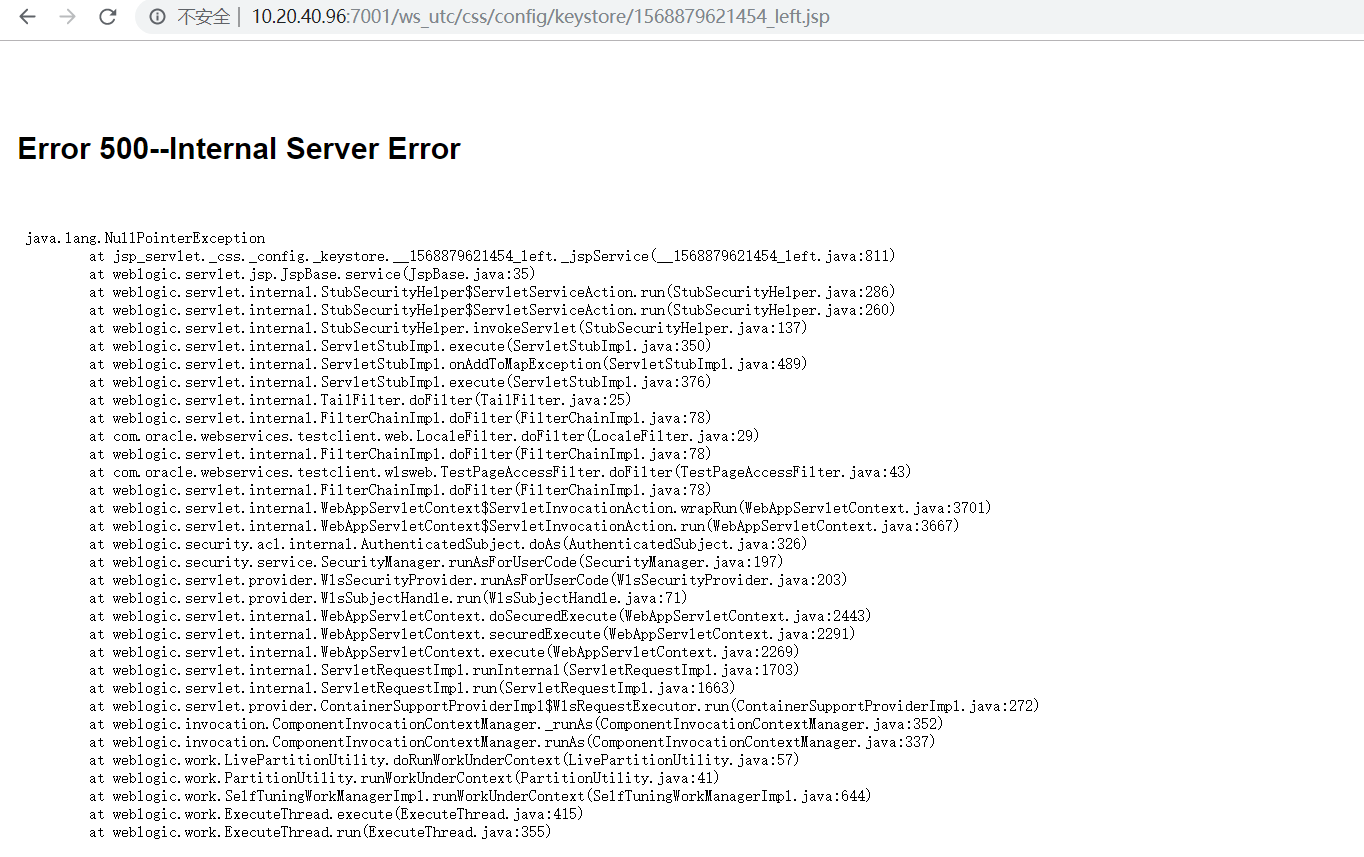 不安全 | 10.20.40.96:7001/ws_utc/css/config/keystore/1568879621454_left.jsp
Error 500--Internal Server Error
java.lang.NullPointerException
at jsp_servlet._css._config._keystore.__1568879621454_left._jspService(__1568879621454_left.java:811)
at weblogic.servlet.jsp.JspBase.service(JspBase.java:35)
at weblogic.servlet.internal.StubSecurityHelper$ServletServiceAction.run(StubSecurityHelper.java:286)
at weblogic.servlet.internal.StubSecurityHelper$ServletServiceAction.run(StubSecurityHelper.java:260)
at weblogic.servlet.internal.StubSecurityHelper.invokeServlet(StubSecurityHelper.java:137)
at weblogic.servlet.internal.ServletStubImpl.execute(ServletStubImpl.java:350)
at weblogic.servlet.internal.ServletStubImpl.onAddToMapException(ServletStubImpl.java:489)
at weblogic.servlet.internal.ServletStubImpl.execute(ServletStubImpl.java:376)
at weblogic.servlet.internal.TailFilter.doFilter(TailFilter.java:25)
at weblogic.servlet.internal.FilterChainImpl.doFilter(FilterChainImpl.java:78)
at com.oracle.webservices.testclient.web.LocaleFilter.doFilter(LocaleFilter.java:29)
at weblogic.servlet.internal.FilterChainImpl.doFilter(FilterChainImpl.java:78)
at com.oracle.webservices.testclient.wlsweb.TestPageAccessFilter.doFilter(TestPageAccessFilter.java:43)
at weblogic.servlet.internal.FilterChainImpl.doFilter(FilterChainImpl.java:78)
at weblogic.servlet.internal.WebAppServletContext$ServletInvocationAction.wrapRun(WebAppServletContext.java:3701)
at weblogic.servlet.internal.WebAppServletContext$ServletInvocationAction.run(WebAppServletContext.java:3667)
at weblogic.security.acl.internal.AuthenticatedSubject.doAs(AuthenticatedSubject.java:326)
at weblogic.security.service.SecurityManager.runAsForUserCode(SecurityManager.java:197)
at weblogic.servlet.provider.WlsSecurityProvider.runAsForUserCode(WlsSecurityProvider.java:203)
at weblogic.servlet.provider.WlsSubjectHandle.run(WlsSubjectHandle.java:71)
at weblogic.servlet.internal.WebAppServletContext.doSecuredExecute(WebAppServletContext.java:2443)
at weblogic.servlet.internal.WebAppServletContext.securedExecute(WebAppServletContext.java:2291)
at weblogic.servlet.internal.WebAppServletContext.execute(WebAppServletContext.java:2269)
at weblogic.servlet.internal.ServletRequestImpl.runInternal(ServletRequestImpl.java:1703)
at weblogic.servlet.internal.ServletRequestImpl.run(ServletRequestImpl.java:1663)
at weblogic.servlet.provider.ContainerSupportProviderImpl$WlsRequestExecutor.run(ContainerSupportProviderImpl.java:272)
at weblogic.invocation.ComponentInvocationContextManager._runAs(ComponentInvocationContextManager.java:352)
at weblogic.invocation.ComponentInvocationContextManager.runAs(ComponentInvocationContextManager.java:337)
at weblogic.work.LivePartitionUtility.doRunWorkUnderContext(LivePartitionUtility.java:57)
at weblogic.work.PartitionUtility.runWorkUnderContext(PartitionUtility.java:41)
at weblogic.work.SelfTuningWorkManagerImpl.runWorkUnderContext(SelfTuningWorkManagerImpl.java:644)
at weblogic.work.ExecuteThread.execute(ExecuteThread.java:415)
at weblogic.work.ExecuteThread.run(ExecuteThread.java:355)